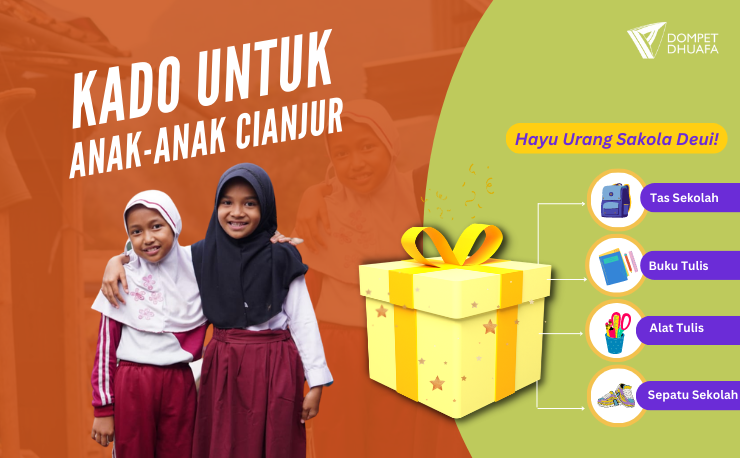 KADO UNTUK
ANAK-ANAK CIANJUR
DOMPET
DHUAFA
Hayu Urang Sakola Deui!
Tas Sekolah
Buku Tulis
Alat Tulis
Sepatu Sekolah